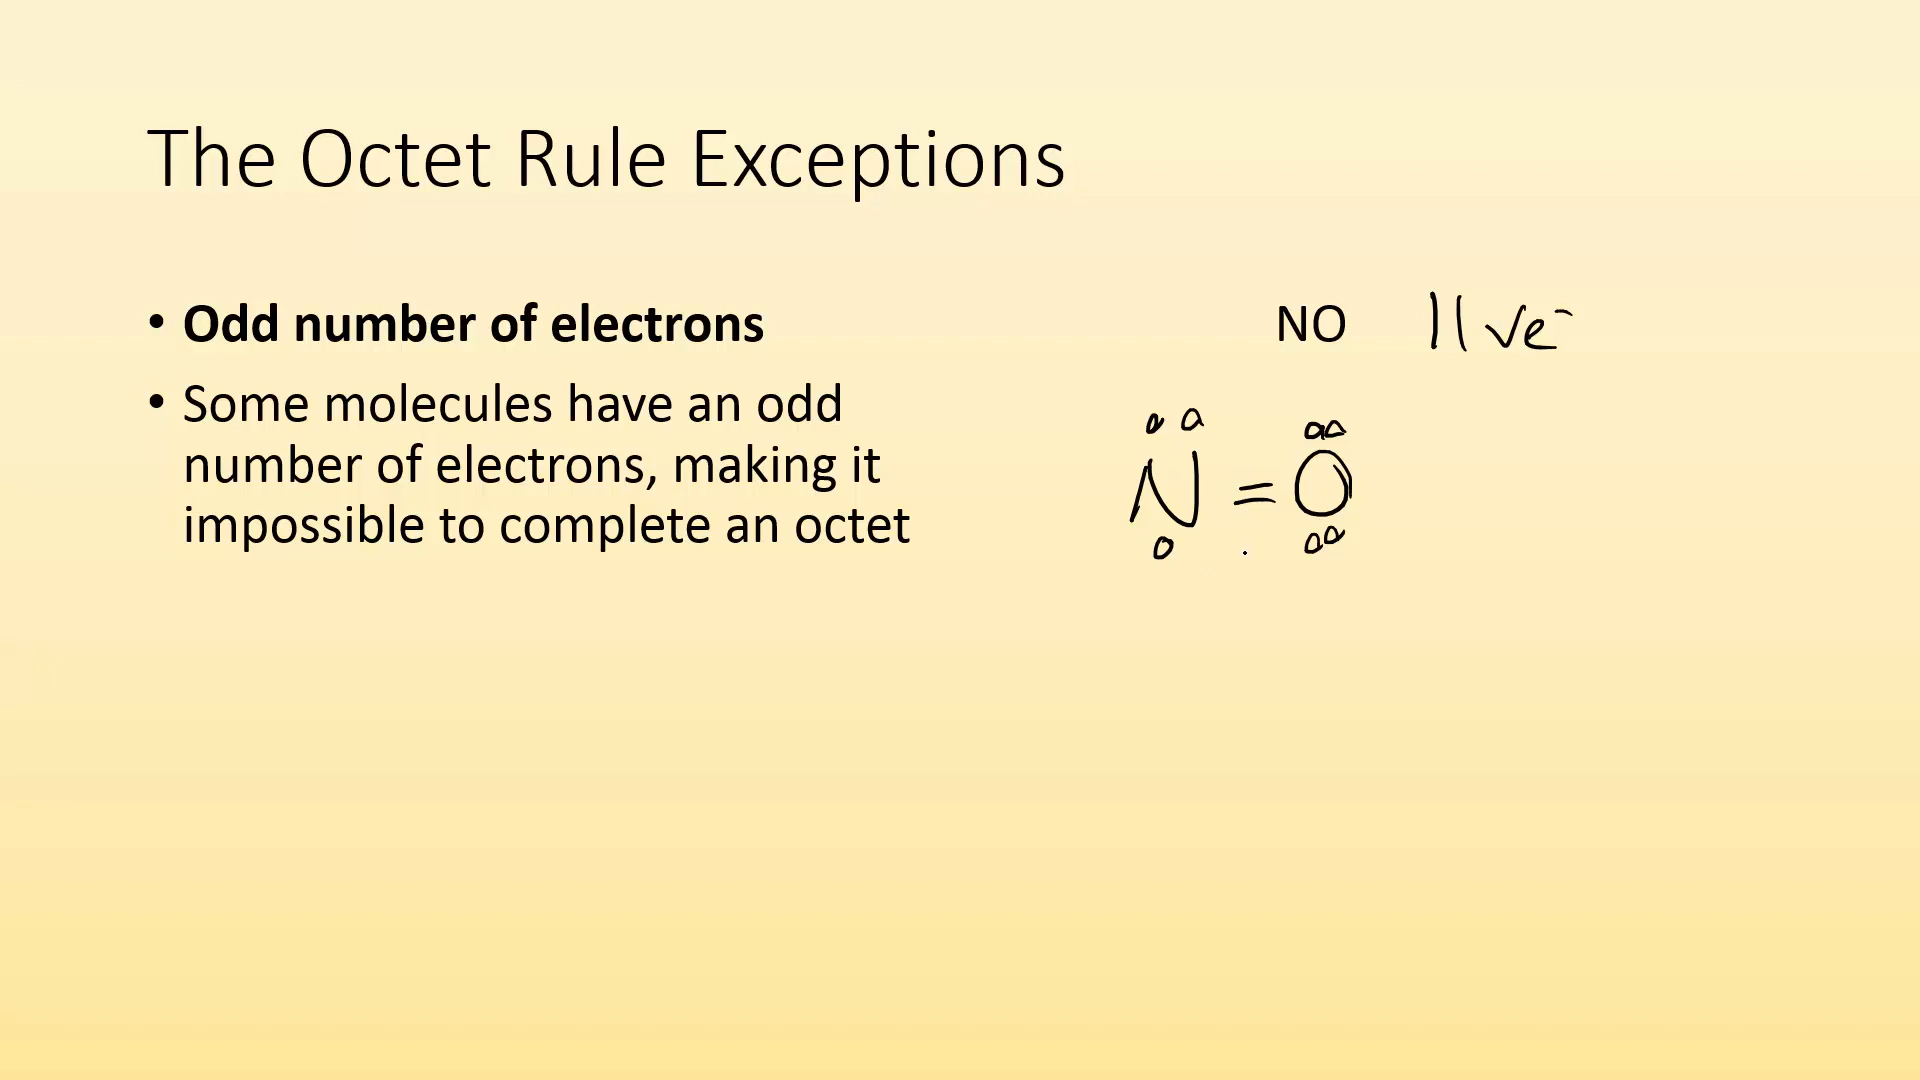 The Octet Rule Exceptions
• Odd number of electrons
• Some molecules have an odd
number of electrons, making it
impossible to complete an octet
NO 11 ve⁻
N = O